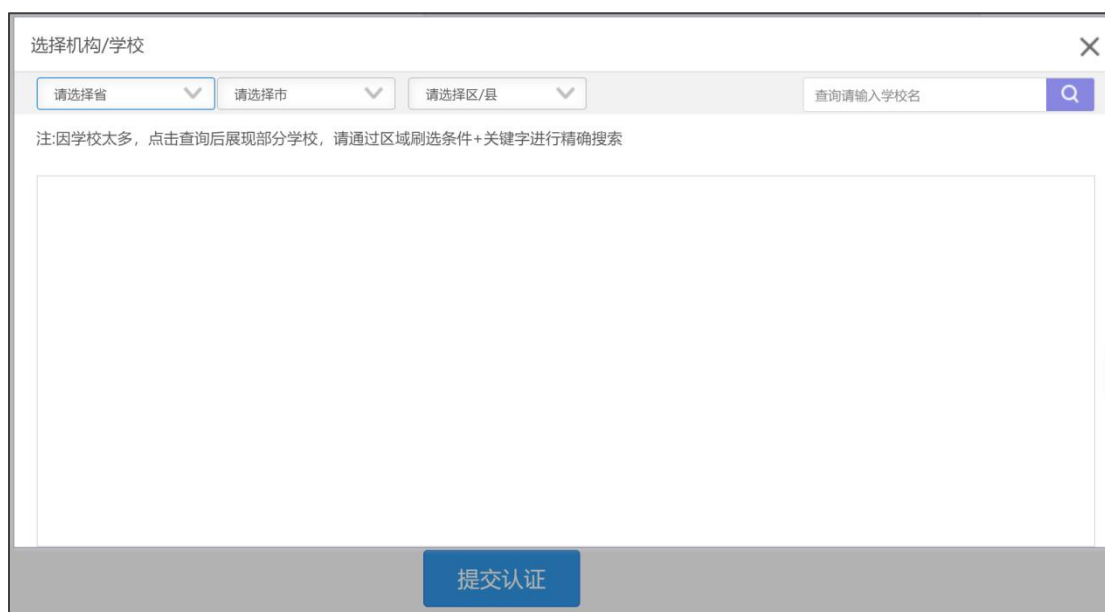 选择机构/学校
请选择省 请选择市 请选择区/县 查询请输入学校名
注:因学校太多，点击查询后展现部分学校，请通过区域刷选条件+关键字进行精确搜索
提交认证